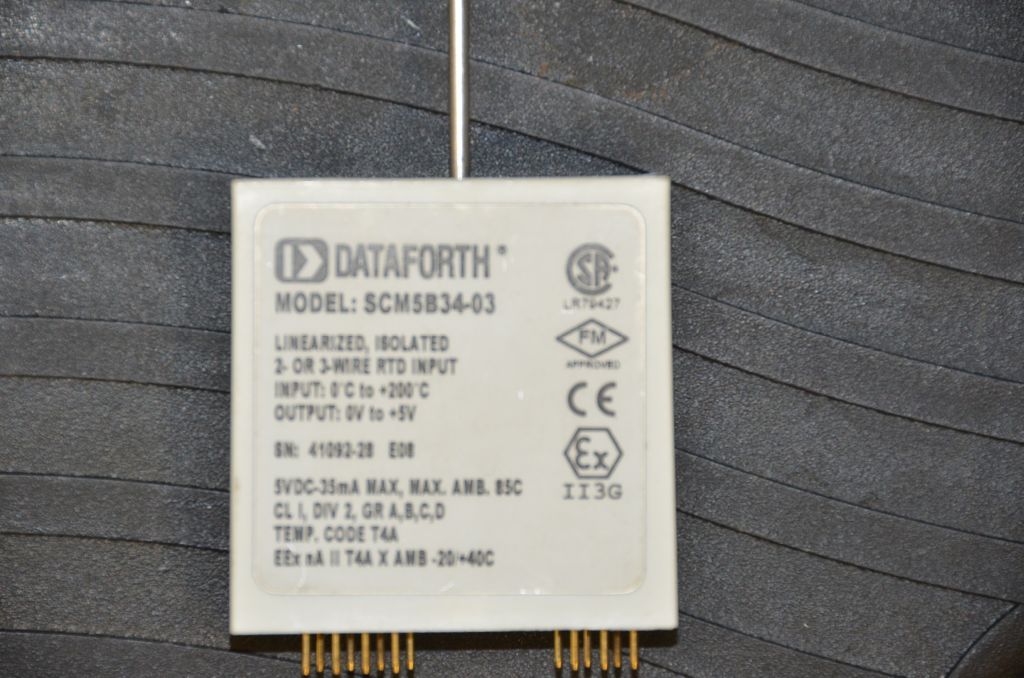 DATAFORTH®
MODEL: SCM5B34-03
LINEARIZED, ISOLATED
2- OR 3-WIRE RTD INPUT
INPUT: 0°C to +200°C
OUTPUT: 0V to +5V
SN: 41092-28 E08
5VDC-35mA MAX, MAX. AMB. 85C
CL I, DIV 2, GR A,B,C,D
TEMP. CODE T4A
EEx nA II T4A X AMB -20/+40C
SA
LR79427
FM
APPROVED
CE
Ex
II3G